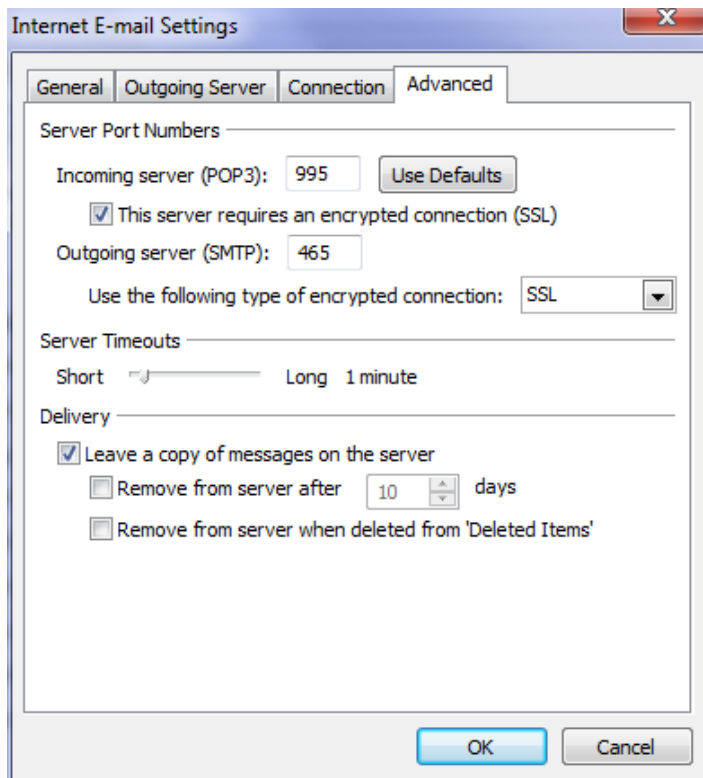 Internet E-mail Settings
X
General Outgoing Server Connection Advanced
Server Port Numbers
Incoming server (POP3): 995 Use Defaults
This server requires an encrypted connection (SSL)
Outgoing server (SMTP): 465
Use the following type of encrypted connection: SSL
Server Timeouts
Short Long 1 minute
Delivery
Leave a copy of messages on the server
Remove from server after 10 days
Remove from server when deleted from 'Deleted Items'
OK Cancel